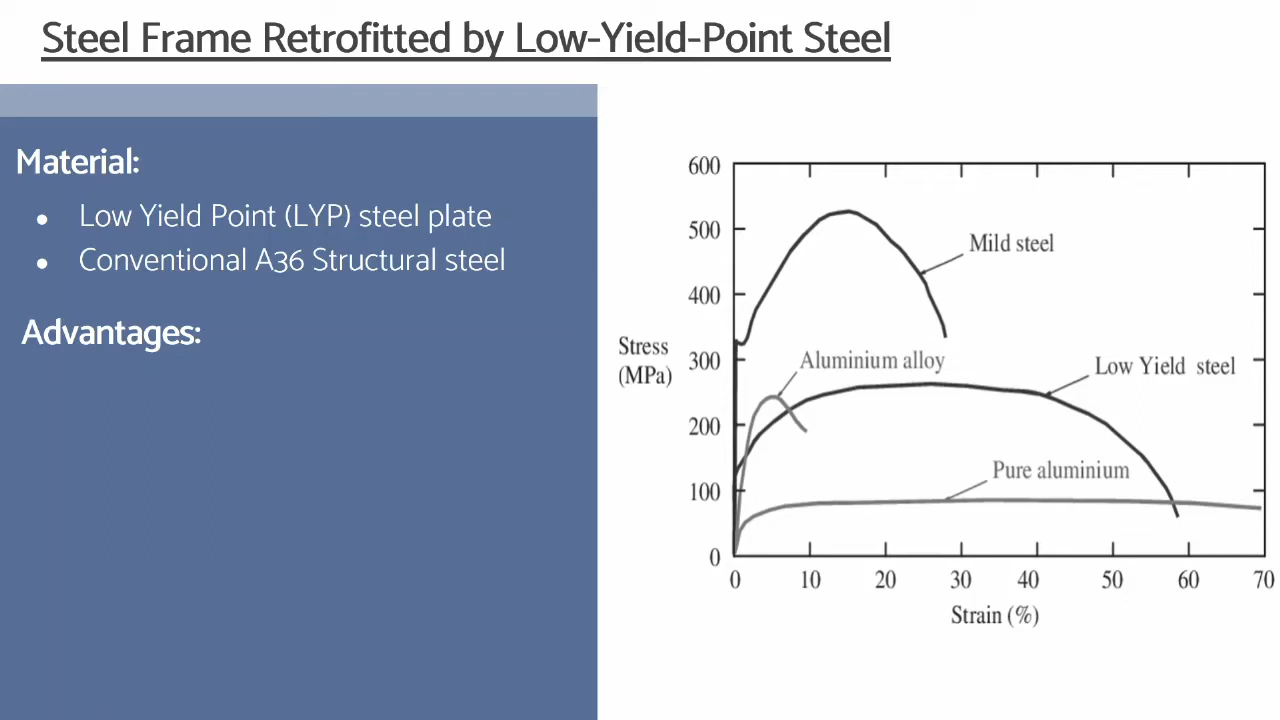 Steel Frame Retrofitted by Low-Yield-Point Steel
Material:
● Low Yield Point (LYP) steel plate
● Conventional A36 Structural steel
Advantages:
600
500
400
300
200
100
0
Stress
(MPa)
Mild steel
Aluminium alloy
Low Yield steel
Pure aluminium
0 10 20 30 40 50 60 70
Strain (%)